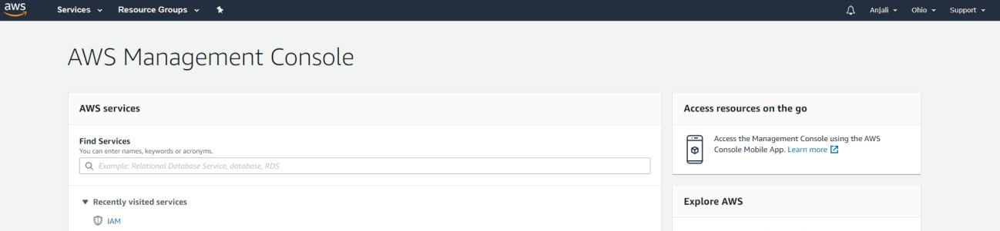 aws Services Resource Groups Anjali Ohio Support
AWS Management Console
AWS services
Find Services
You can enter names, keywords or acronyms.
Example: Relational Database Service, database, RDS
Recently visited services
IAM
Access resources on the go
Access the Management Console using the AWS
Console Mobile App. Learn more
Explore AWS